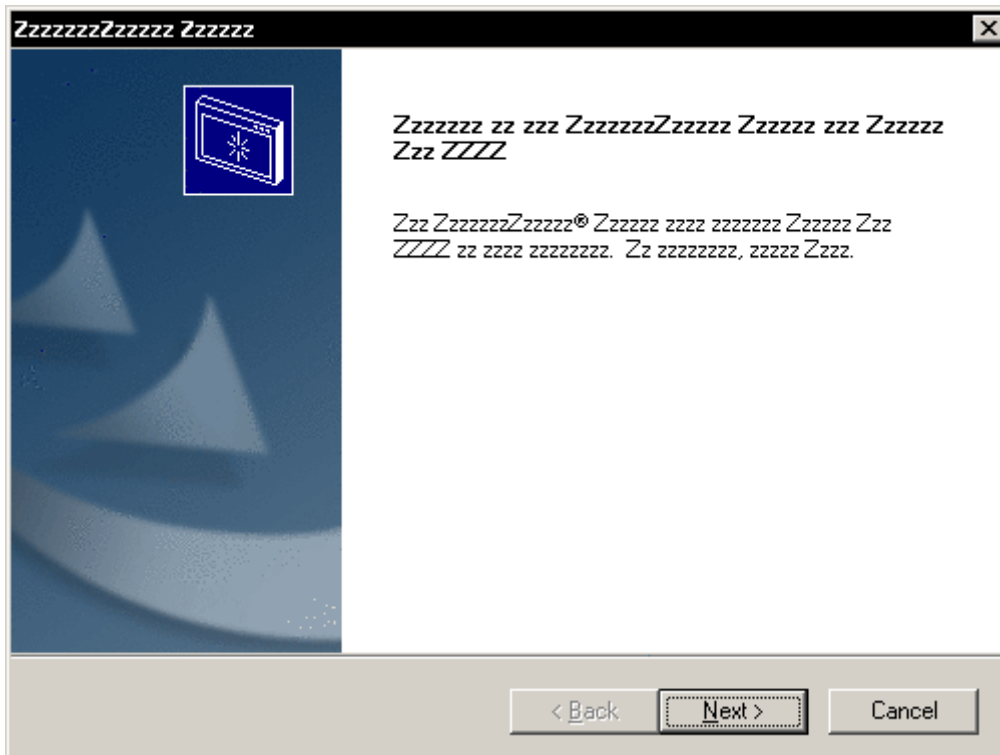 ZzzzzzzZzzzzz Zzzzzz
Zzzzzzz zz zzz ZzzzzzzZzzzzz Zzzzzz zzz Zzzzzz
Zzz ZZZZ
Zzz ZzzzzzzZzzzzz® Zzzzzz zzzz zzzzzzz Zzzzzz Zzz
ZZZZ zz zzzz zzzzzzzz.  Zz zzzzzzzz, zzzzz Zzzz.
< Back
Next >
Cancel